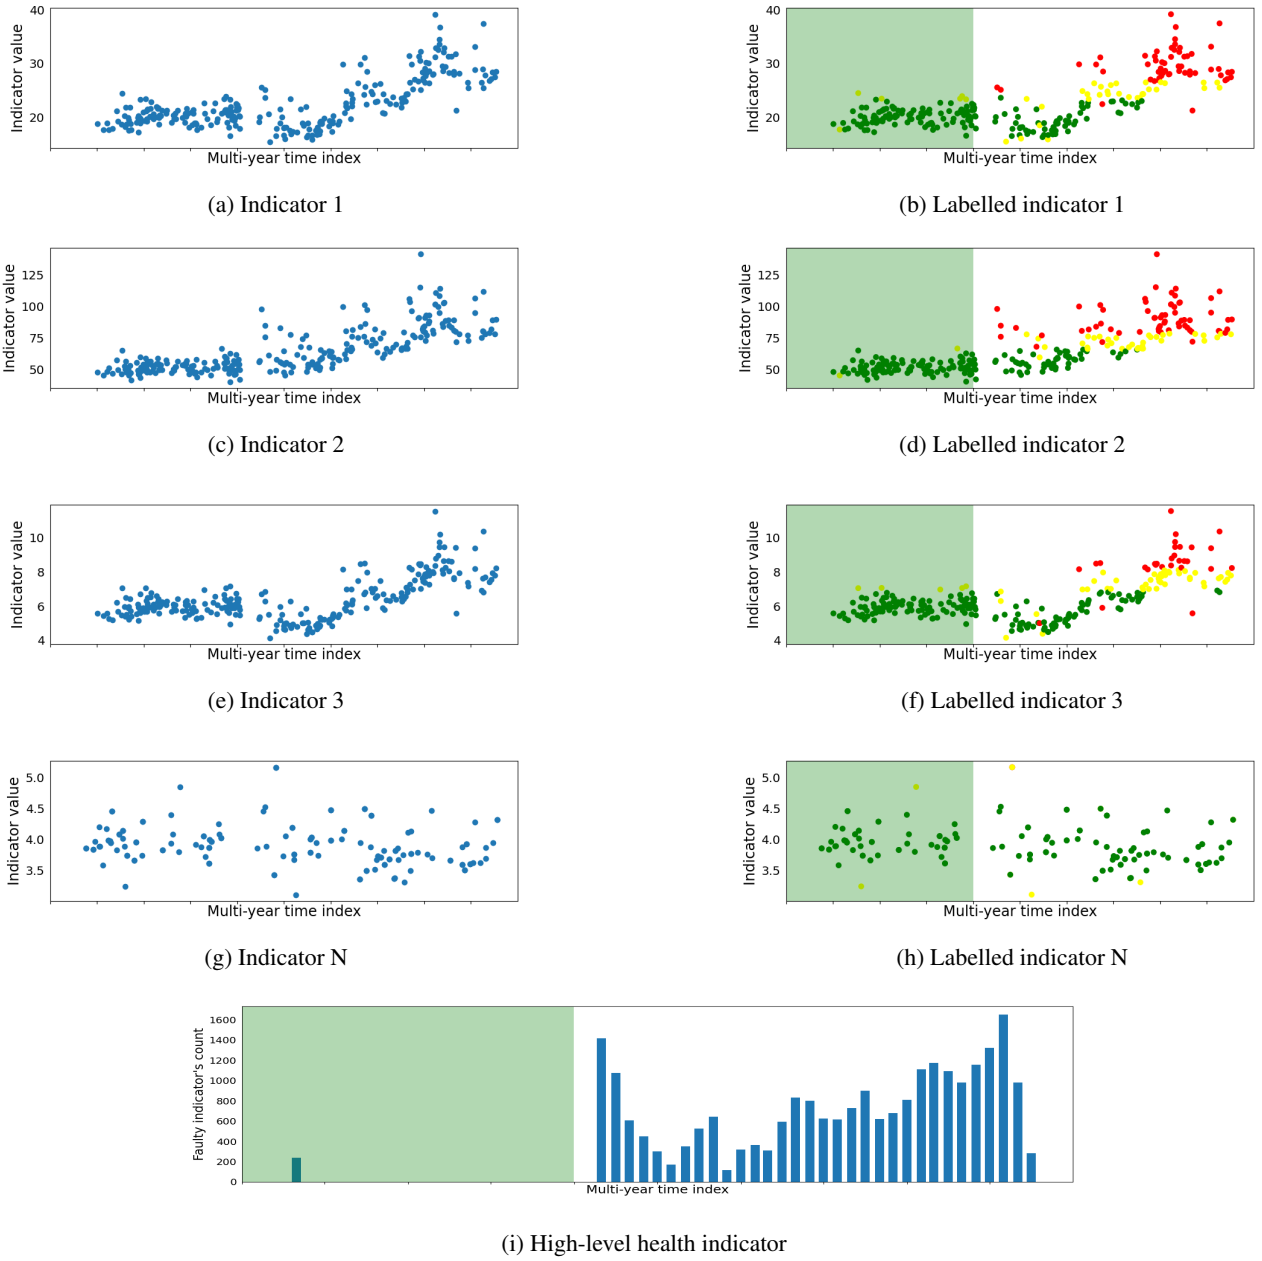 40
30
20
Indicator value
Multi-year time index
(a) Indicator 1
40
30
20
Indicator value
Multi-year time index
(b) Labelled indicator 1
125
100
75
50
Indicator value
Multi-year time index
(c) Indicator 2
125
100
75
50
Indicator value
Multi-year time index
(d) Labelled indicator 2
10
8
6
4
Indicator value
Multi-year time index
(e) Indicator 3
10
8
6
4
Indicator value
Multi-year time index
(f) Labelled indicator 3
5.0
4.5
4.0
3.5
Indicator value
Multi-year time index
(g) Indicator N
5.0
4.5
4.0
3.5
Indicator value
Multi-year time index
(h) Labelled indicator N
1600
1400
1200
1000
800
600
400
200
0
Faulty indicator's count
Multi-year time index
(i) High-level health indicator